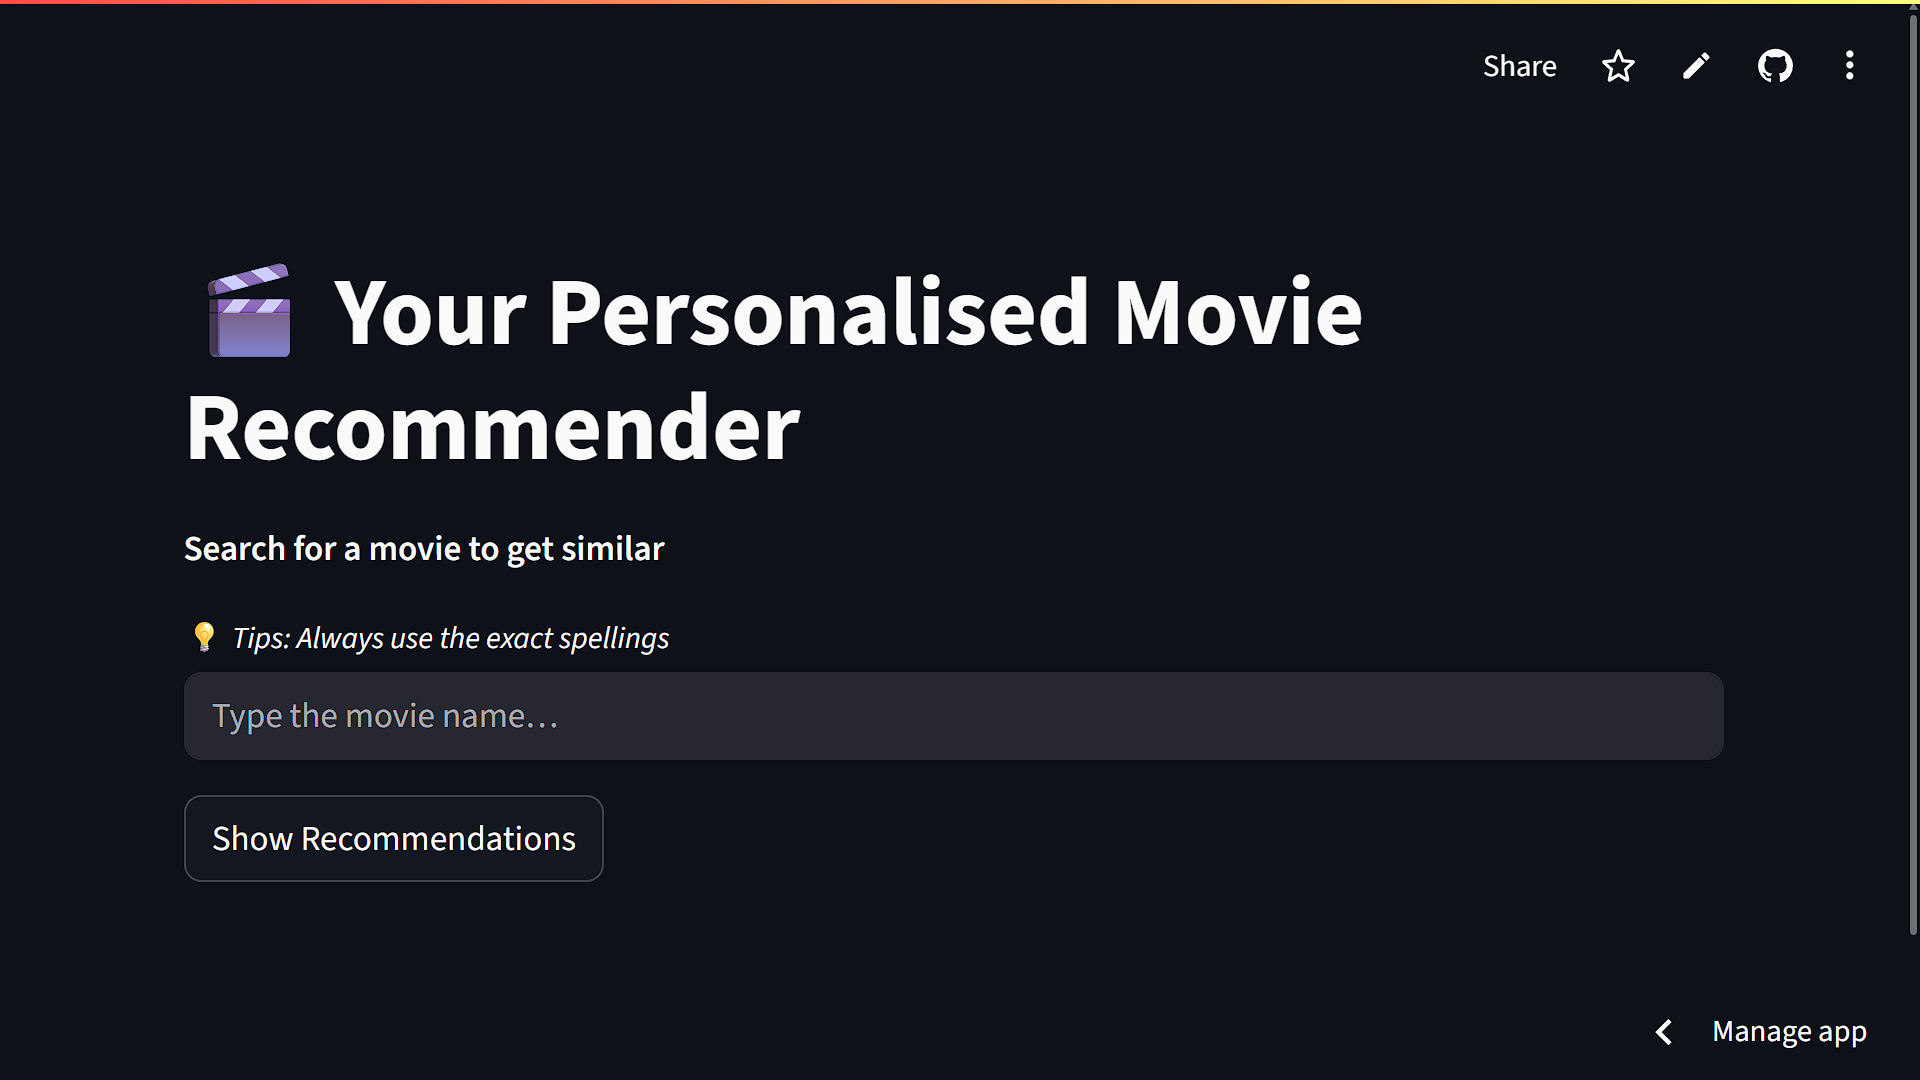 Share
🎬 Your Personalised Movie
Recommender
Search for a movie to get similar
💡 Tips: Always use the exact spellings
Type the movie name...
Show Recommendations
Manage app